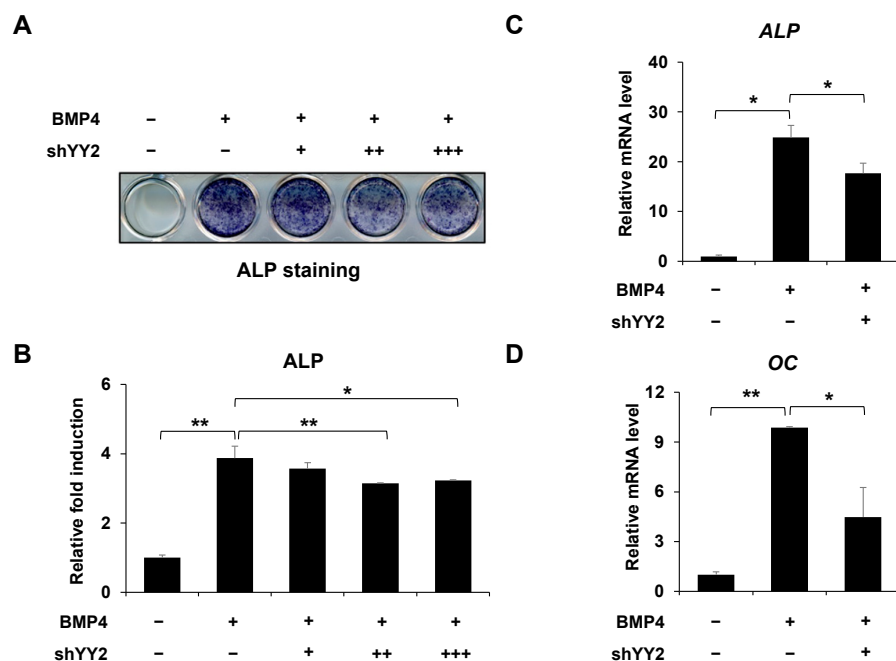 A
BMP4 – + + + +
shYY2 – – + ++ +++
ALP staining
B
ALP
Relative fold induction
6
4
2
0
** ** *
BMP4 – + + + +
shYY2 – – + ++ +++
C
ALP
Relative mRNA level
40
30
20
10
0
* *
BMP4 – + +
shYY2 – – +
D
OC
Relative mRNA level
12
9
6
3
0
** *
BMP4 – + +
shYY2 – – +